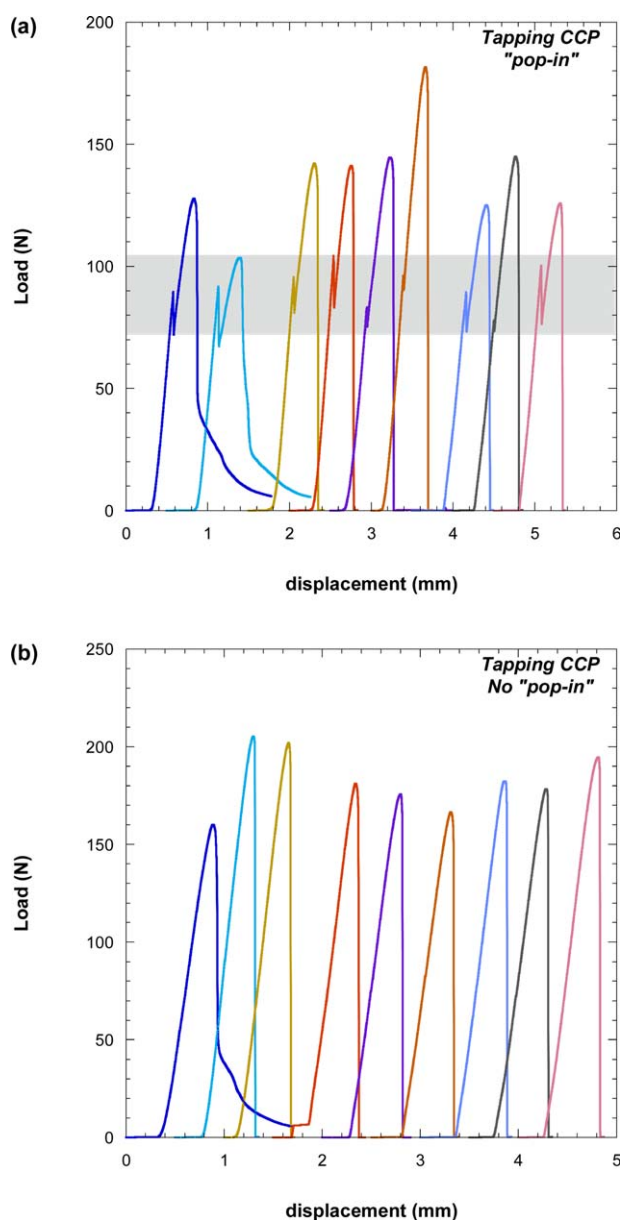 (a)
Tapping CCP
"pop-in"
200
150
100
50
0
Load (N)
0 1 2 3 4 5 6
displacement (mm)
(b)
Tapping CCP
No "pop-in"
250
200
150
100
50
0
Load (N)
0 1 2 3 4 5
displacement (mm)